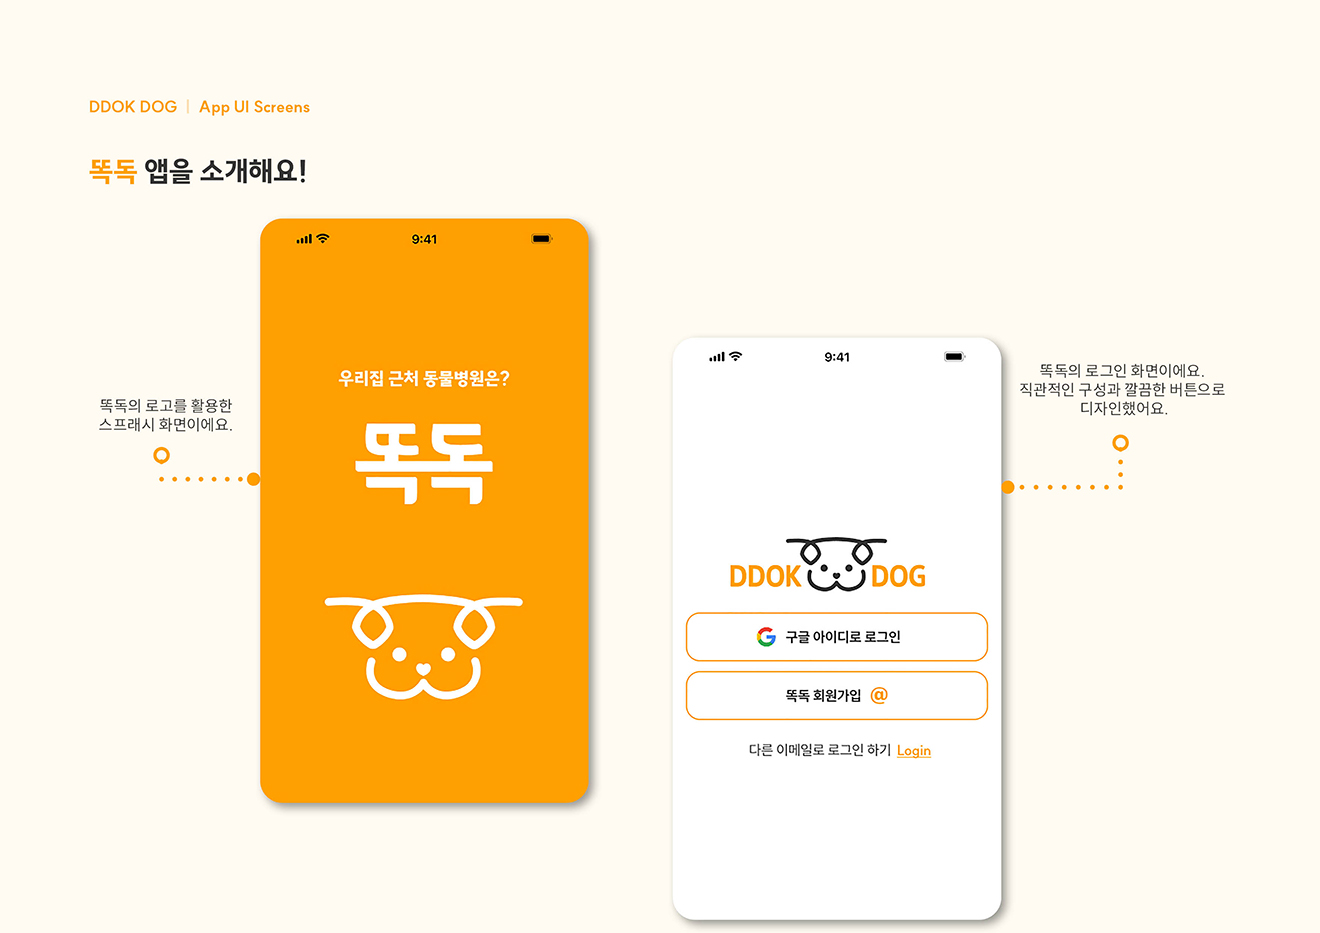 DDOK DOG | App UI Screens
똑독 앱을 소개해요!
9:41
우리집 근처 동물병원은?
똑독
똑독의 로고를 활용한
스프래시 화면이에요.
9:41
DDOK DOG
구글 아이디로 로그인
똑독 회원가입 @
다른 이메일로 로그인 하기 Login
똑독의 로그인 화면이에요.
직관적인 구성과 깔끔한 버튼으로
디자인했어요.